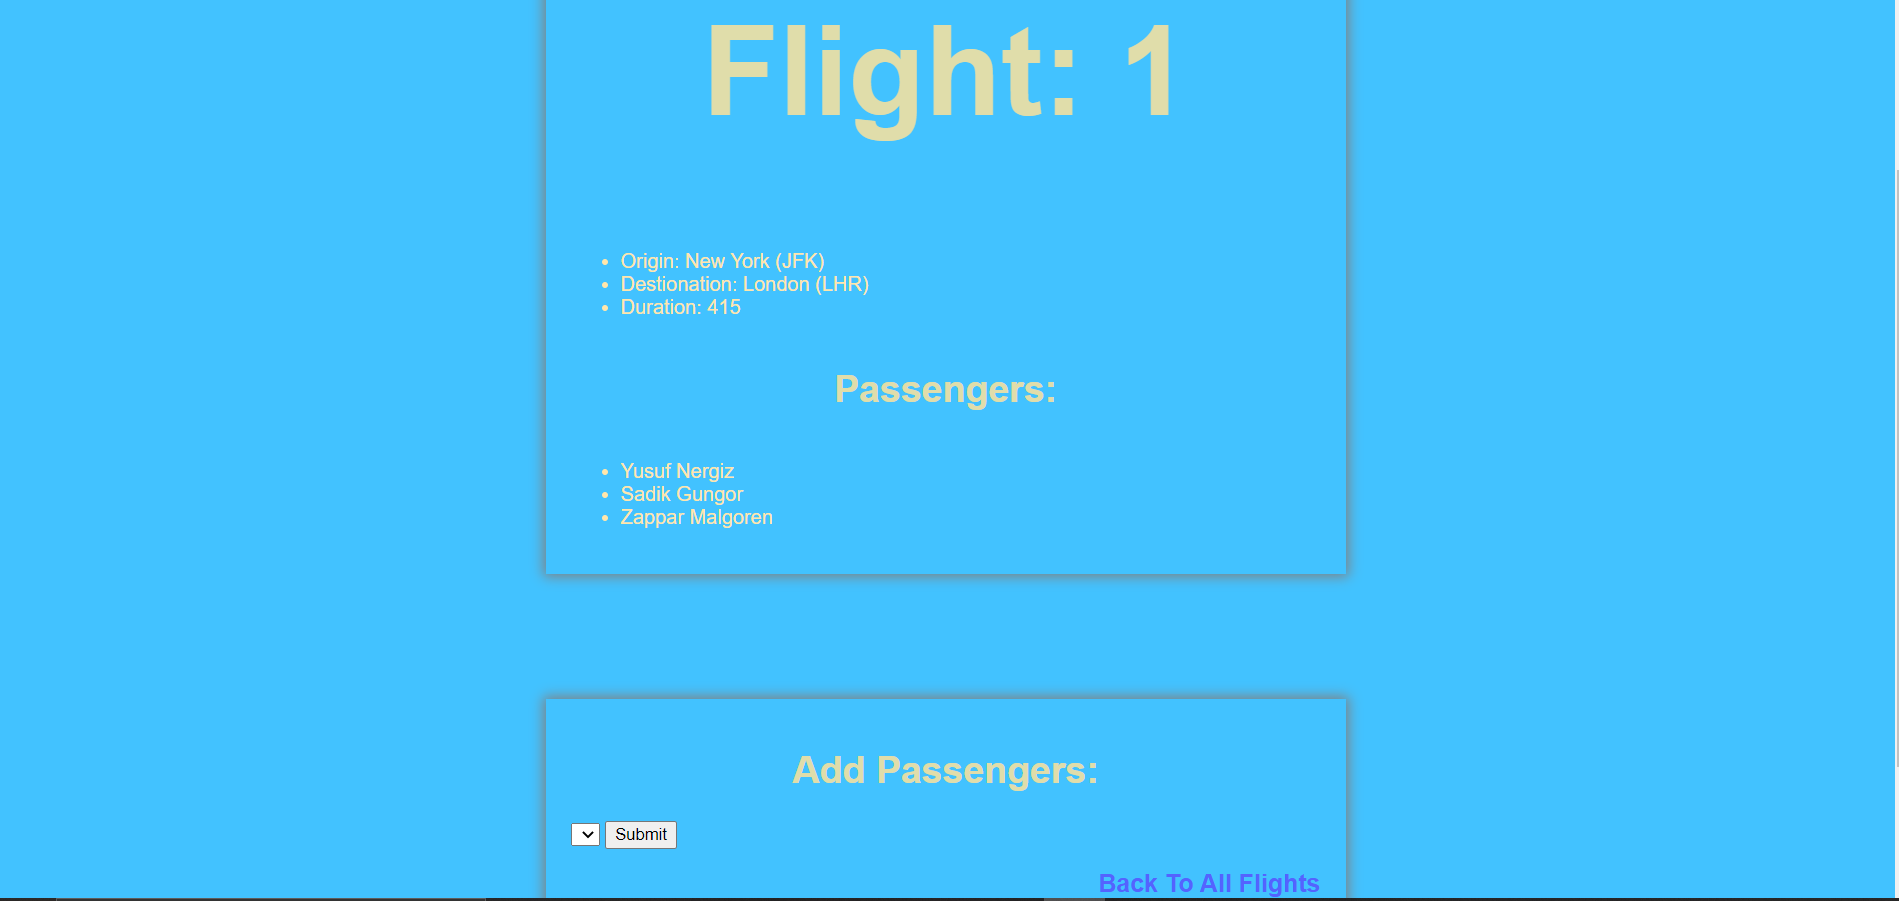 Flight: 1
Origin: New York (JFK)
Destionation: London (LHR)
Duration: 415
Passengers:
Yusuf Nergiz
Sadik Gungor
Zappar Malgoren
Add Passengers:
Submit
Back To All Flights